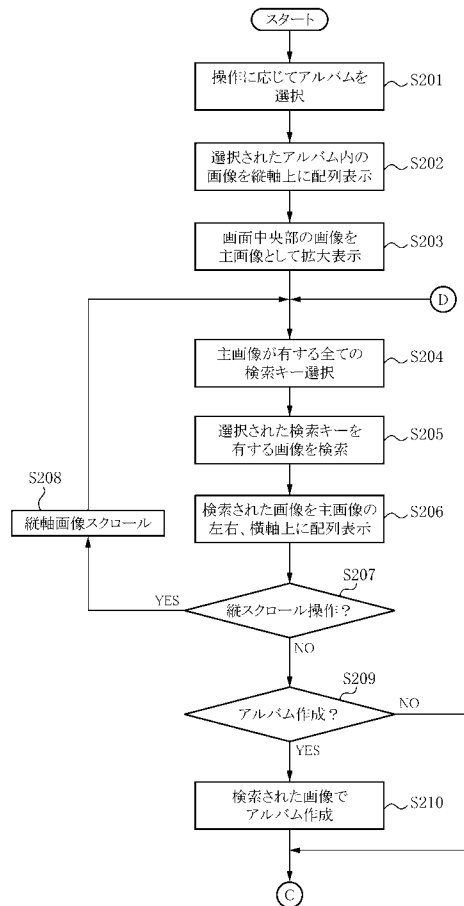 スタート
操作に応じてアルバムを
選択
S201
選択されたアルバム内の
画像を縦軸上に配列表示
S202
画面中央部の画像を
主画像として拡大表示
S203
D
主画像が有する全ての
検索キー選択
S204
選択された検索キーを
有する画像を検索
S205
S208
縦軸画像スクロール
検索された画像を主画像の
左右、横軸上に配列表示
S206
S207
YES
縦スクロール操作？
NO
S209
アルバム作成？
NO
YES
検索された画像で
アルバム作成
S210
C